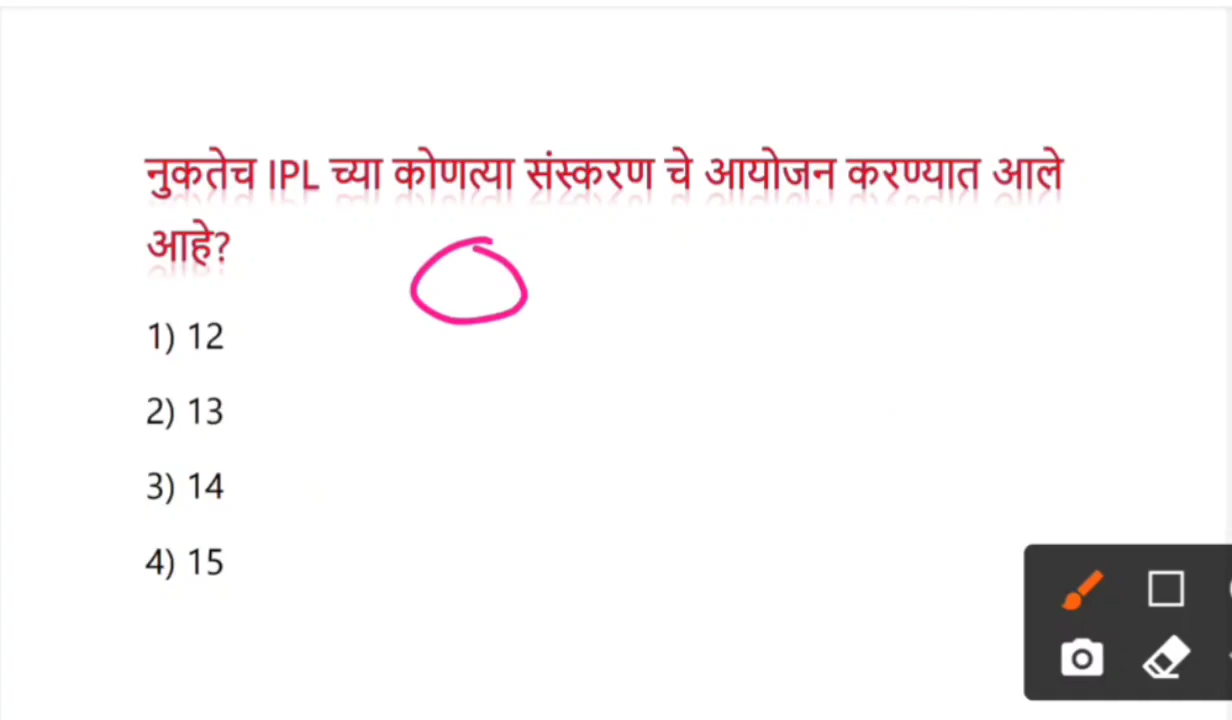 नुकतेच IPL च्या कोणत्या संस्करण चे आयोजन करण्यात आले
आहे?
1) 12
2) 13
3) 14
4) 15